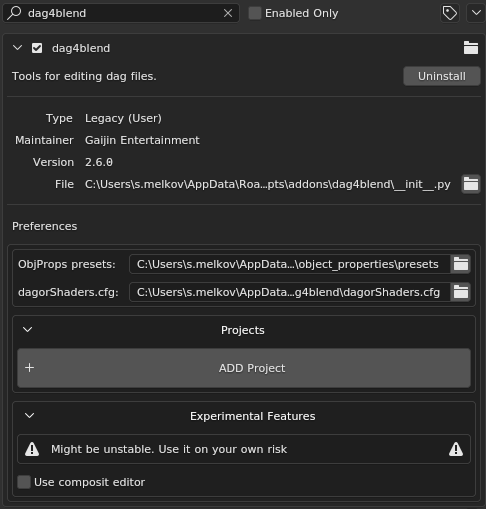 dag4blend
Enabled Only
dag4blend
Tools for editing dag files.
Uninstall
Type Legacy (User)
Maintainer Gaijin Entertainment
Version 2.6.0
File C:\Users\s.melkov\AppData\Roa…pts\addons\dag4blend\__init__.py
Preferences
ObjProps presets: C:\Users\s.melkov\AppData…\object_properties\presets
dagorShaders.cfg: C:\Users\s.melkov\AppData…g4blend\dagorShaders.cfg
Projects
+ ADD Project
Experimental Features
Might be unstable. Use it on your own risk
Use composit editor